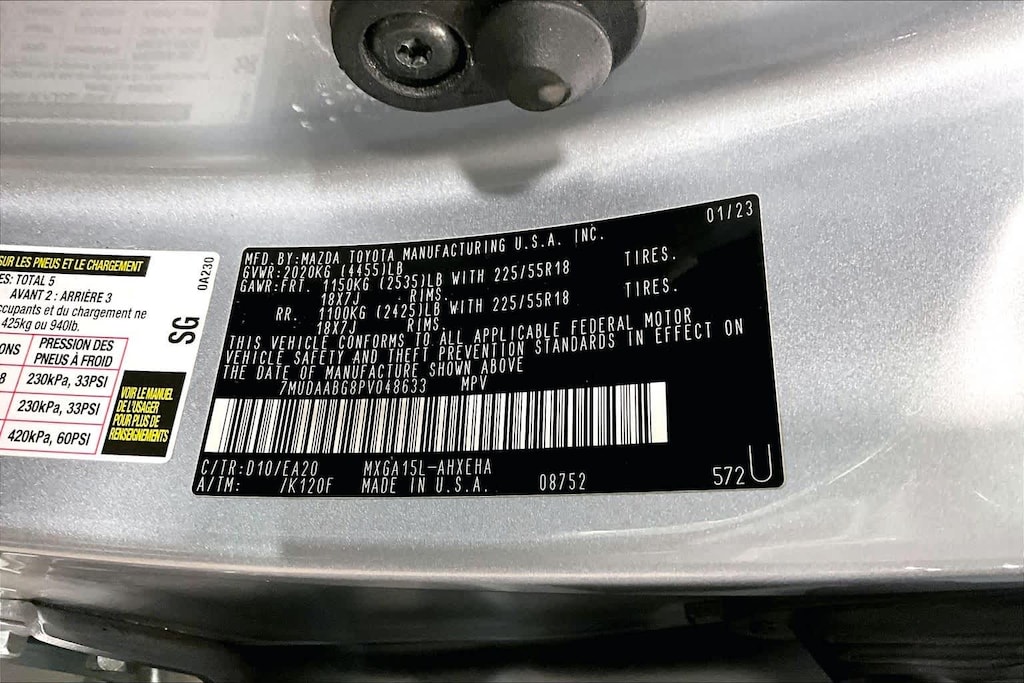 SUR LES PNEUS ET LE CHARGEMENT
ES: TOTAL 5
AVANT 2 : ARRIÈRE 3
ccupants et du chargement ne
425kg ou 940lb.
ONS PRESSION DES
PNEUS À FROID
8 230kPa, 33PSI
230kPa, 33PSI
420kPa, 60PSI
VOIR LE MANUEL
DE L'USAGER
POUR PLUS DE
RENSEIGNEMENTS
0A230
SG
01/23
MFD.BY:MAZDA TOYOTA MANUFACTURING U.S.A. INC.
GVWR:2020KG (4455)LB
GAWR:FRT. 1150KG (2535)LB WITH 225/55R18 TIRES.
18X7J RIMS.
RR. 1100KG (2425)LB WITH 225/55R18 TIRES.
18X7J RIMS.
THIS VEHICLE CONFORMS TO ALL APPLICABLE FEDERAL MOTOR
VEHICLE SAFETY AND THEFT PREVENTION STANDARDS IN EFFECT ON
THE DATE OF MANUFACTURE SHOWN ABOVE
7MUDAABG8PV048633 MPV
C/TR:D10/EA20 MXGA15L-AHXEHA
A/TM: /K120F MADE IN U.S.A. 08752
572U